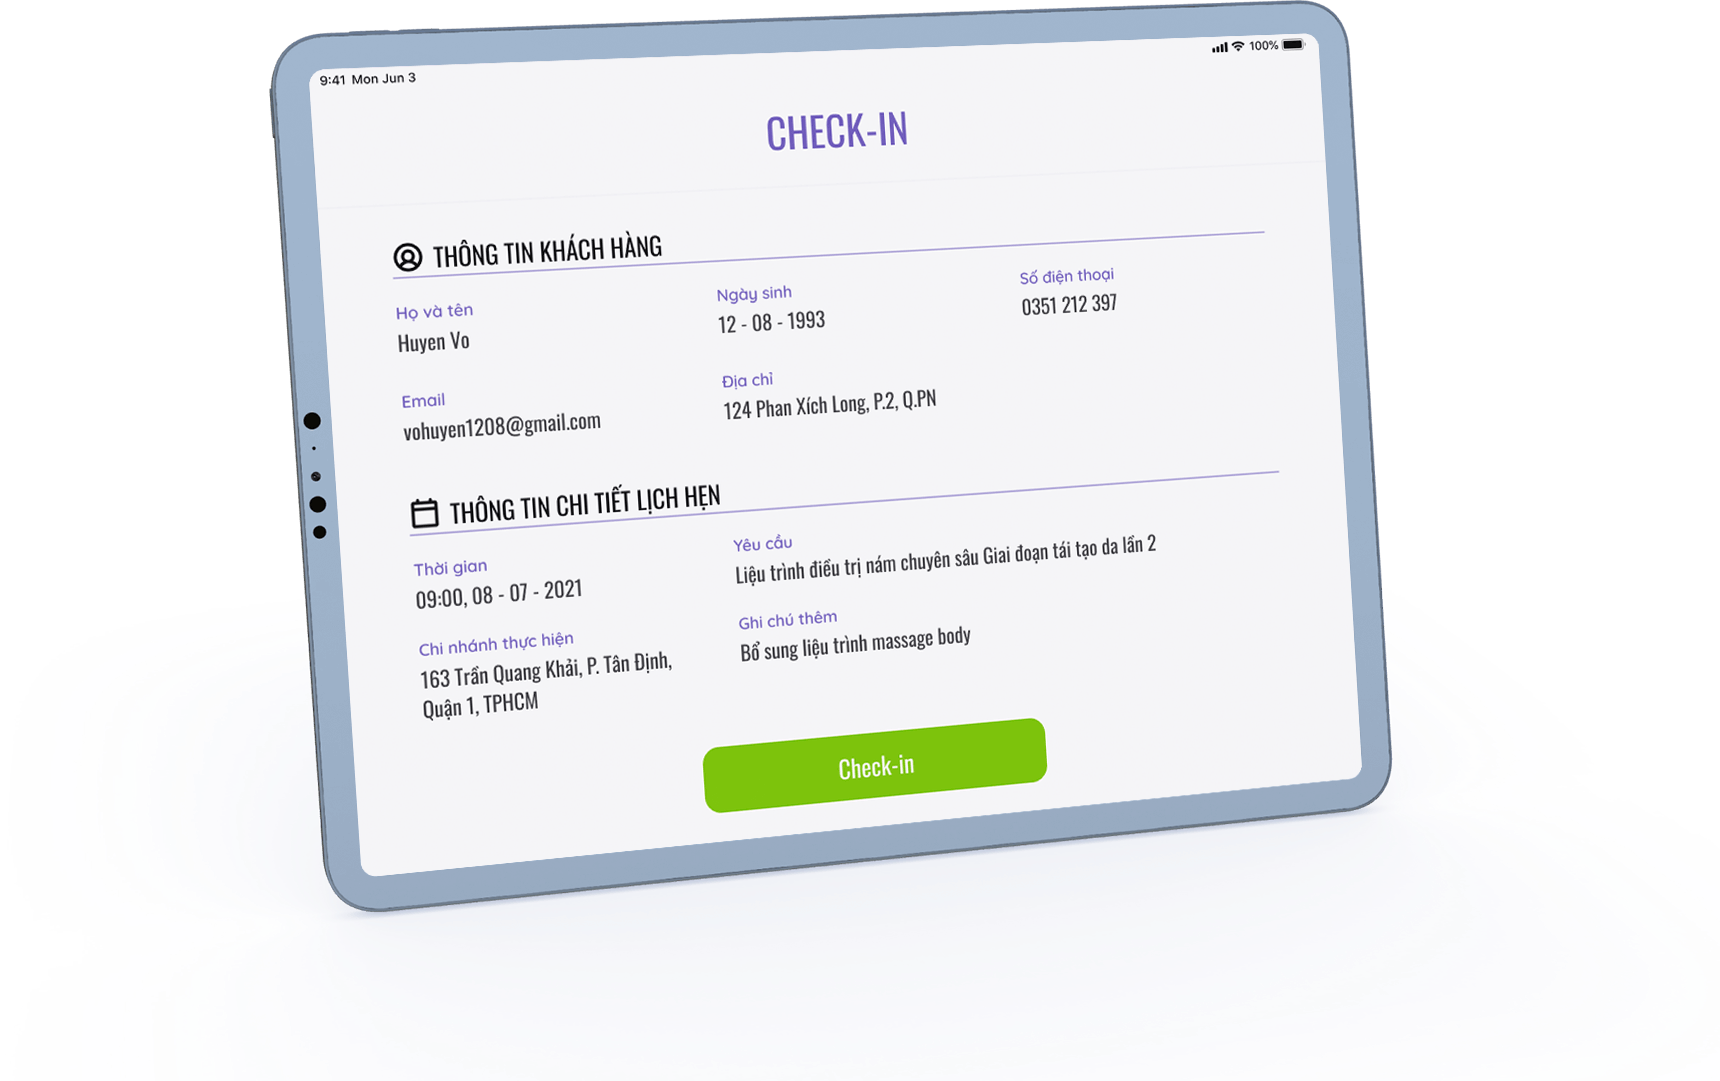 9:41 Mon Jun 3
100%
CHECK-IN
THÔNG TIN KHÁCH HÀNG
Họ và tên
Huyen Vo
Ngày sinh
12 - 08 - 1993
Số điện thoại
0351 212 397
Email
vohuyen1208@gmail.com
Địa chỉ
124 Phan Xích Long, P.2, Q.PN
THÔNG TIN CHI TIẾT LỊCH HẸN
Thời gian
09:00, 08 - 07 - 2021
Yêu cầu
Liệu trình điều trị nám chuyên sâu Giai đoạn tái tạo da lần 2
Chi nhánh thực hiện
163 Trần Quang Khải, P. Tân Định,
Quận 1, TPHCM
Ghi chú thêm
Bổ sung liệu trình massage body
Check-in